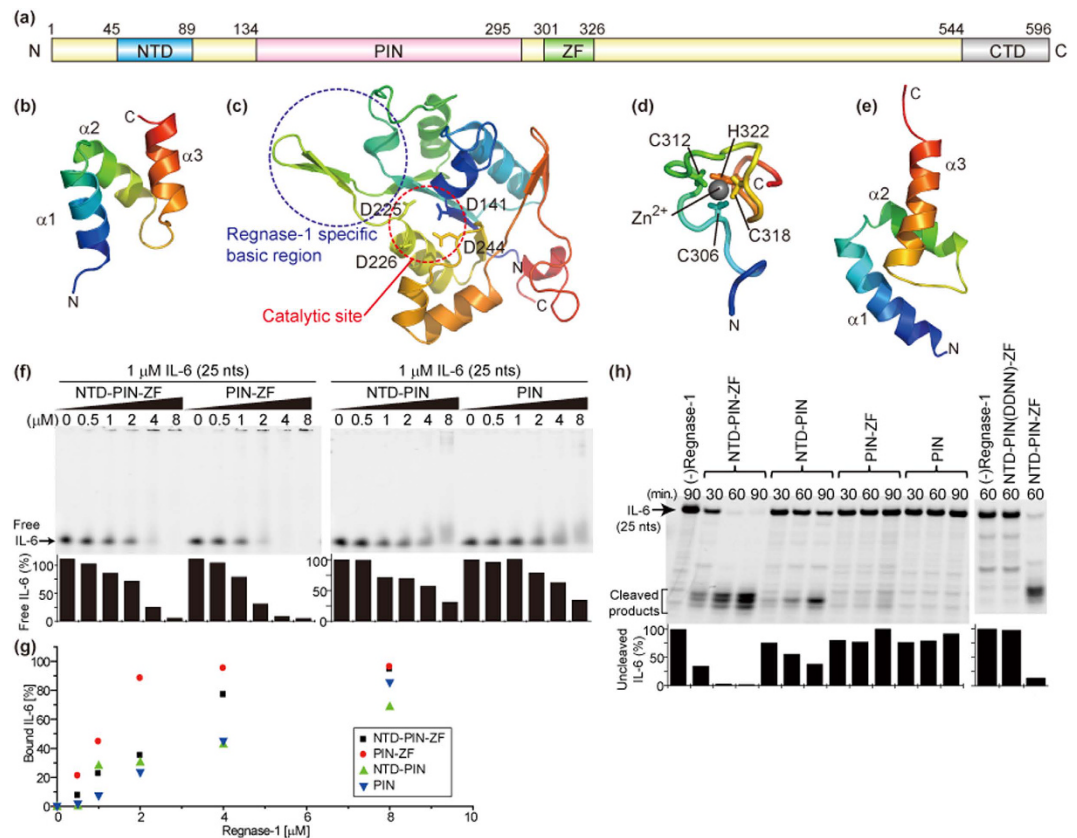 (a)
1 45 89 134 295 301 326 544 596
N NTD PIN ZF CTD C
(b)
α2
C
α3
α1
N
(c)
D225
D141
Regnase-1 specific
basic region
D226
D244
N
C
Catalytic site
(d)
C312
H322
C
Zn2+
C306
C318
N
(e)
C
α3
α2
α1
N
(f)
1 μM IL-6 (25 nts) 1 μM IL-6 (25 nts)
NTD-PIN-ZF PIN-ZF NTD-PIN PIN
(μM) 0 0.5 1 2 4 8 0 0.5 1 2 4 8 0 0.5 1 2 4 8 0 0.5 1 2 4 8
Free
IL-6
Free IL-6 (%)
100
50
0
100
50
0
(g)
Bound IL-6 [%]
100
80
60
40
20
0
0 2 4 6 8 10
Regnase-1 [μM]
NTD-PIN-ZF
PIN-ZF
NTD-PIN
PIN
(h)
(-)Regnase-1
NTD-PIN-ZF
NTD-PIN
PIN-ZF
PIN
(-)Regnase-1
NTD-PIN(DDNN)-ZF
NTD-PIN-ZF
(min.) 90 30 60 90 30 60 90 30 60 90 30 60 90 60 60 60
IL-6
(25 nts)
Cleaved
products
Uncleaved
IL-6 (%)
100
50
0
100
50
0